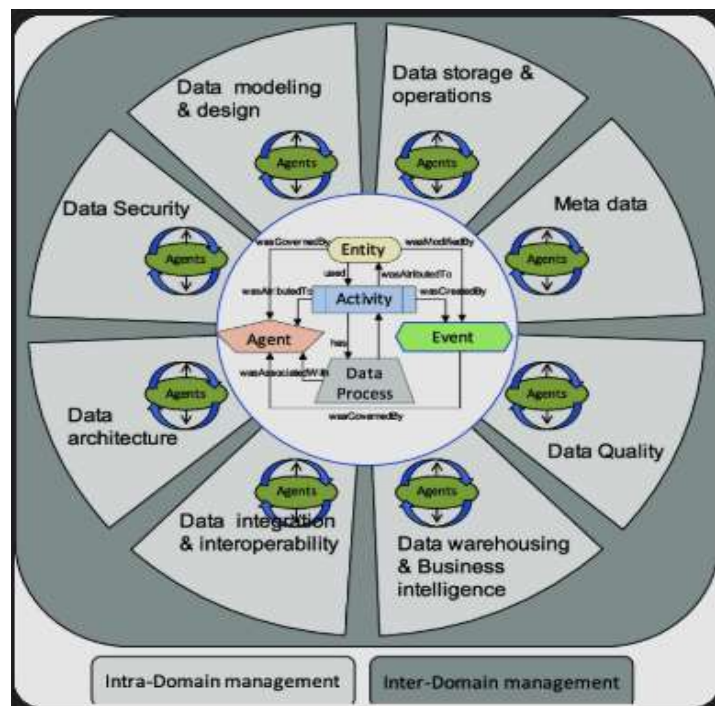 Data modeling
& design
Agents
Data storage &
operations
Agents
Data Security
Agents
Meta data
Agents
wasGovernedBy
Entity
wasModifiedBy
used
wasAtributedTo
wasAtributedTo
Activity
wasCreatedBy
Agent
has
Event
wasAssociatedWith
Data
Process
wasGovernedBy
Data
architecture
Agents
Data Quality
Agents
Agents
Data integration
& interoperability
Agents
Data warehousing
& Business
intelligence
Intra-Domain management
Inter-Domain management